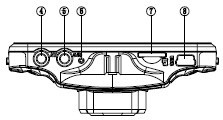 ④ ⑤ ⑥ ⑦ ⑧